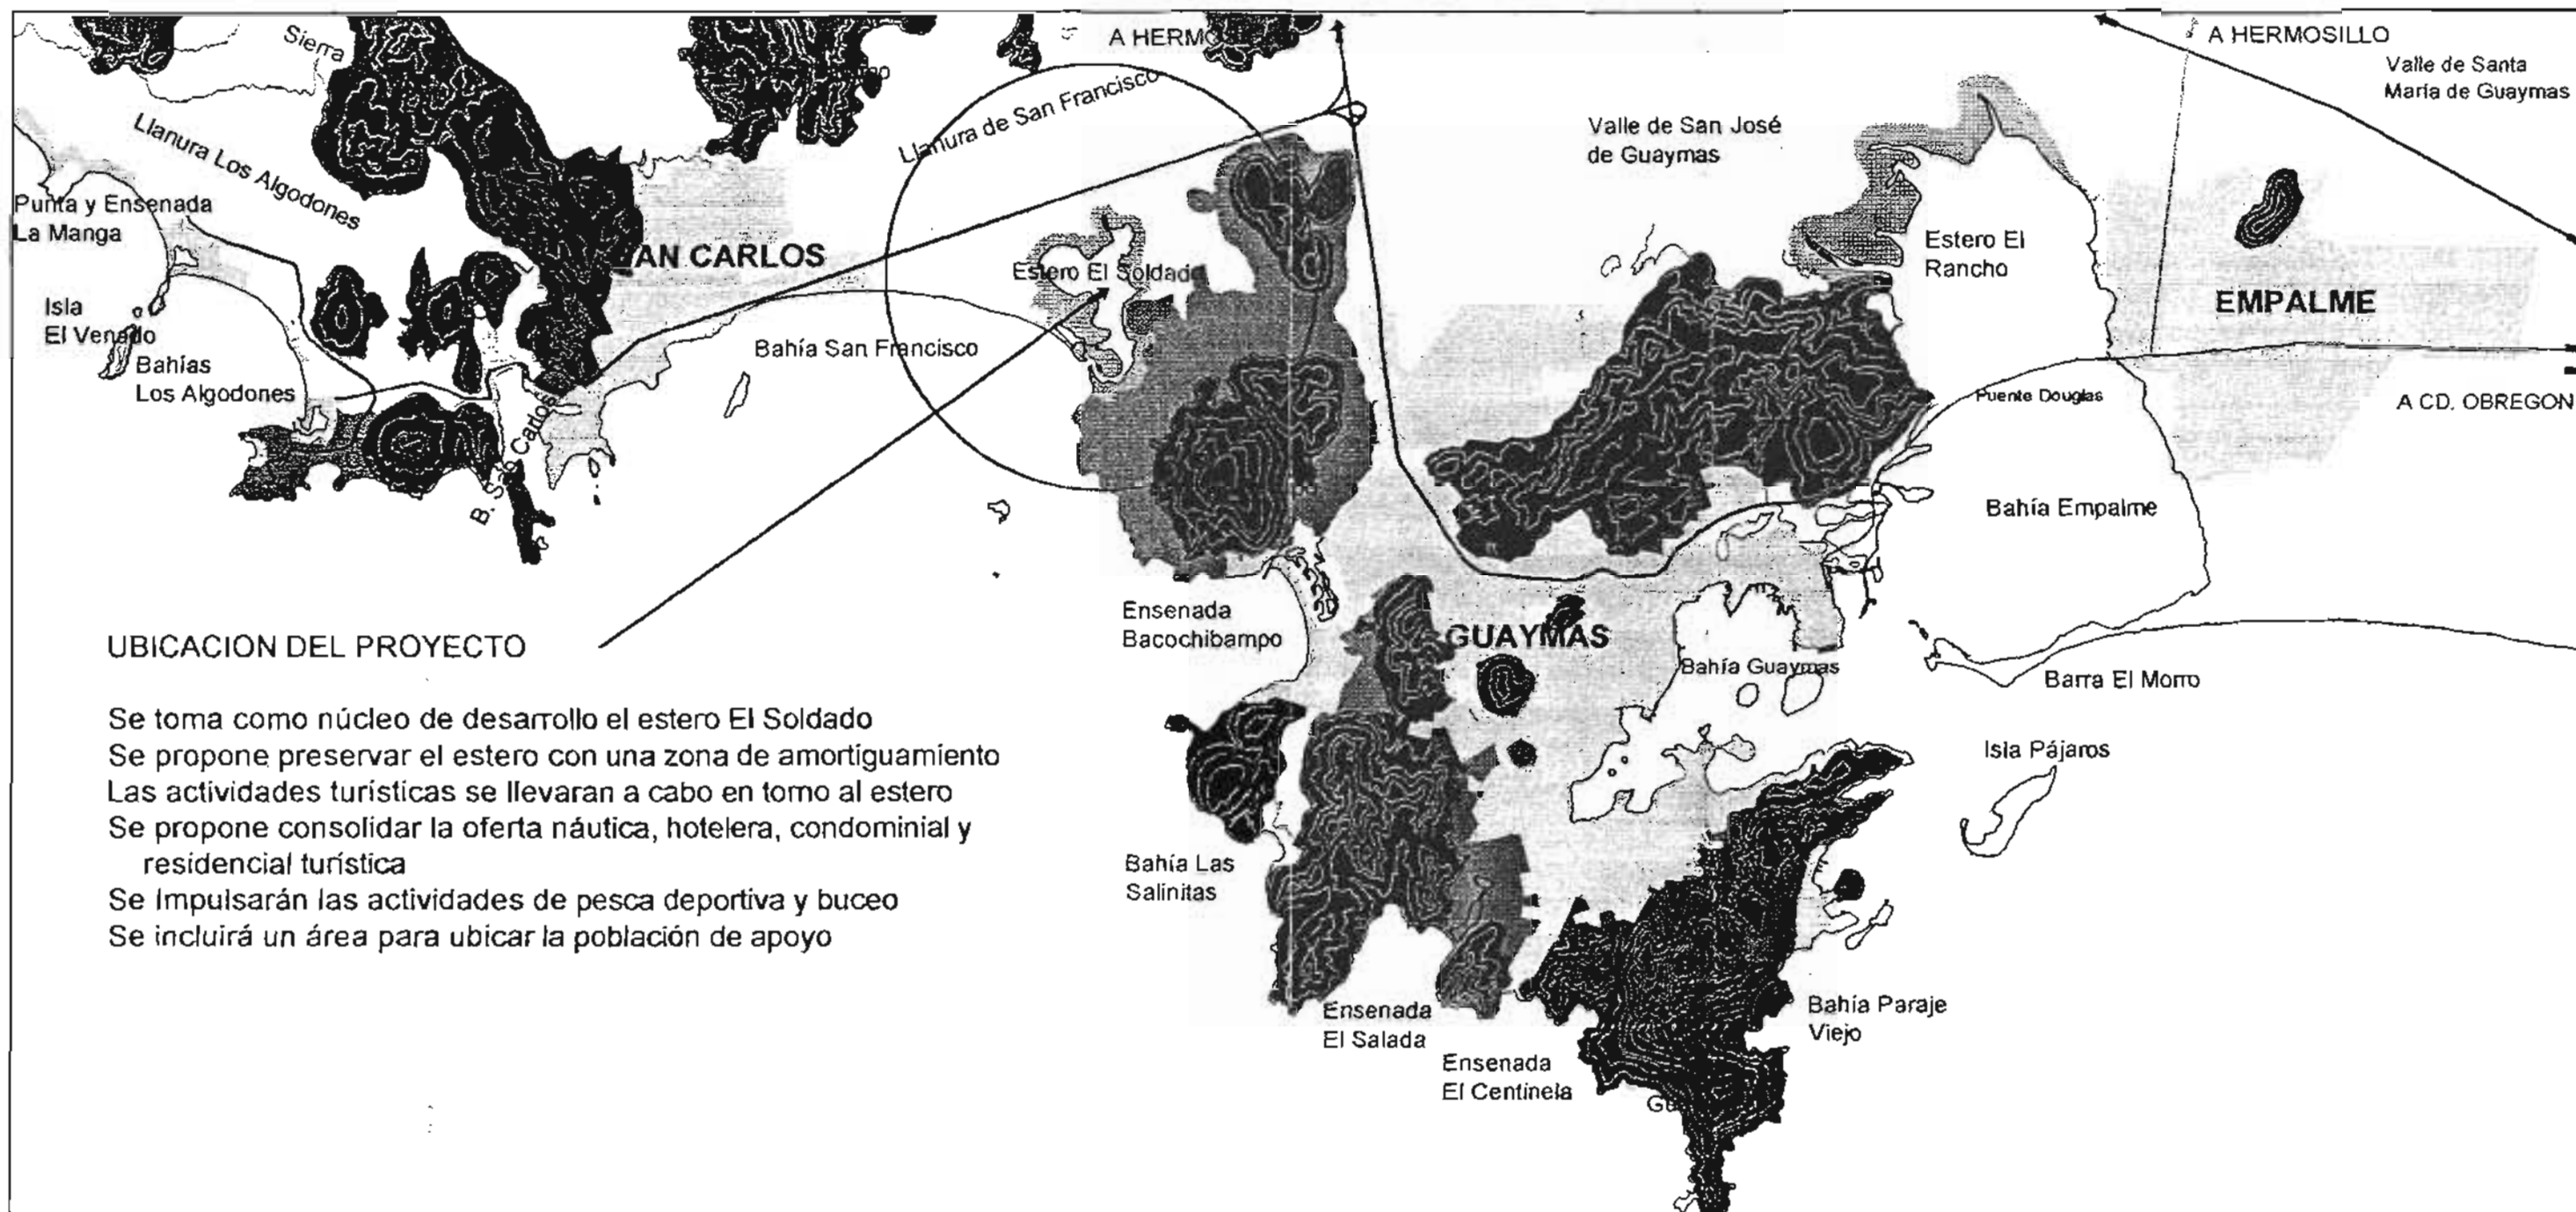 Sierra
A HERMO
A HERMOSILLO
Valle de Santa
María de Guaymas
Llanura Los Algodones
Llanura de San Francisco
Valle de San José
de Guaymas
Punta y Ensenada
La Manga
AN CARLOS
Estero El Soldado
Estero El
Rancho
Isla
El Venado
EMPALME
Bahía San Francisco
Bahías
Los Algodones
Puente Douglas
A CD. OBREGON
B. San Carlos
Bahía Empalme
Ensenada
Bacochibampo
GUAYMAS
Bahía Guaymas
Barra El Morro
Isla Pájaros
UBICACION DEL PROYECTO
Se toma como núcleo de desarrollo el estero El Soldado
Se propone preservar el estero con una zona de amortiguamiento
Las actividades turísticas se llevaran a cabo en torno al estero
Se propone consolidar la oferta náutica, hotelera, condominial y
residencial turística
Se Impulsarán las actividades de pesca deportiva y buceo
Se incluirá un área para ubicar la población de apoyo
Bahía Las
Salinitas
Ensenada
El Salada
Bahía Paraje
Viejo
Ensenada
El Centinela